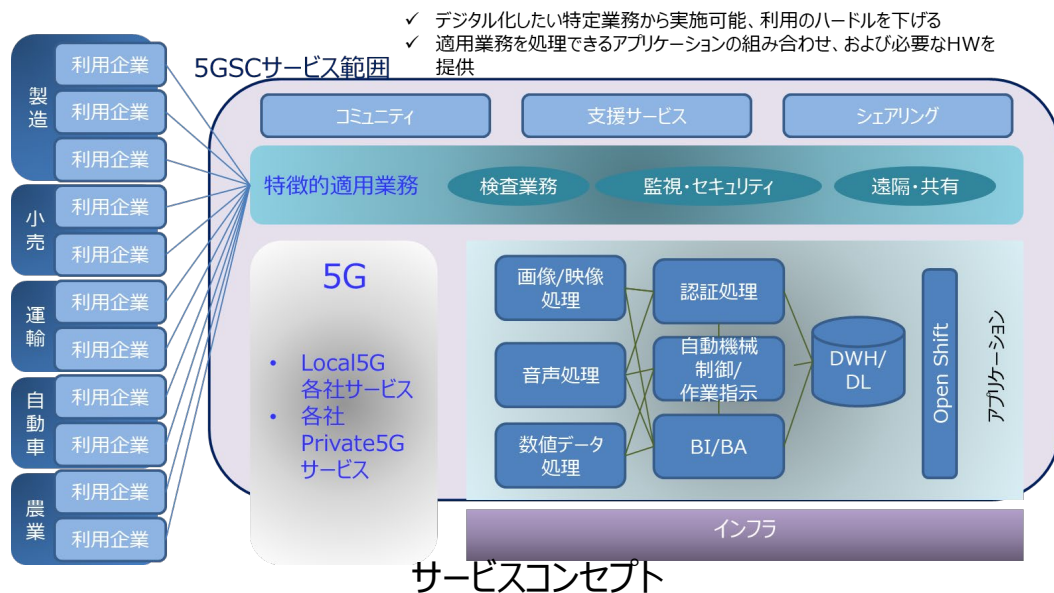 ✓ デジタル化したい特定業務から実施可能、利用のハードルを下げる
✓ 適用業務を処理できるアプリケーションの組み合わせ、および必要なHWを
提供
製造
利用企業
利用企業
利用企業
小売
利用企業
利用企業
運輸
利用企業
利用企業
自動車
利用企業
利用企業
農業
利用企業
利用企業
5GSCサービス範囲
コミュニティ
支援サービス
シェアリング
特徴的適用業務
検査業務
監視・セキュリティ
遠隔・共有
5G
• Local5G
各社サービス
• 各社
Private5G
サービス
画像/映像
処理
音声処理
数値データ
処理
認証処理
自動機械
制御/
作業指示
BI/BA
DWH/
DL
Open Shift
アプリケーション
インフラ
サービスコンセプト